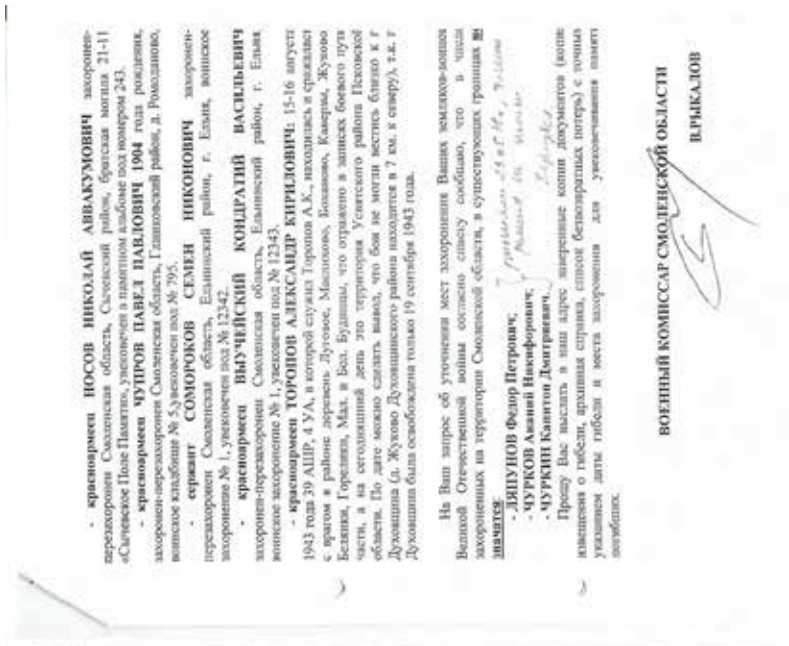 - красноармеец НОСОВ НИКОЛАЙ АВВАКУМОВИЧ захоронен-
перезахоронен Смоленская область, Сычевский район, братская могила 21-11
«Сычевское Поле Памяти», увековечен в памятном альбоме под номером 243.
- красноармеец ЧУПРОВ ПАВЕЛ ПАВЛОВИЧ 1904 года рождения,
захоронен-перезахоронен Смоленская область, Глинковский район, д. Ромоданово,
воинское кладбище № 5, увековечен под № 795.
- сержант СОМОРОКОВ СЕМЕН НИКОНОВИЧ захоронен-
перезахоронен Смоленская область, Ельнинский район, г. Ельня, воинское
захоронение № 1, увековечен под № 12342.
- красноармеец ВЫУЧЕЙСКИЙ КОНДРАТИЙ ВАСИЛЬЕВИЧ
захоронен-перезахоронен Смоленская область, Ельнинский район, г. Ельня
воинское захоронение № 1, увековечен под № 12343.
- красноармеец ТОРОПОВ АЛЕКСАНДР КИРИЛОВИЧ: 15-16 августа
1943 года 39 АЦПР, 4 УА, в которой служил Торопов А.К., находилась и сражалась
с врагом в районе деревень Луговое, Маслихово, Боханово, Каверзы, Жуково
Белянки, Горелики, Мал. и Бол. Будницы, что отражено в записях боевого пути
части, а на сегодняшний день это территория Усвятского района Псковской
области. По дате можно сделать вывод, что бои не могли вестись близко к г
Духовщина (д. Жуково Духовщинского района находится в 7 км. к северу), т.к. г
Духовщина была освобождена только 19 сентября 1943 года.
На Ваш запрос об уточнении мест захоронения Ваших земляков-воинов
Великой Отечественной войны согласно списку сообщаю, что в числе
захороненных на территории Смоленской области, в существующих границах не
значатся:
- ЛЯПУНОВ Федор Петрович;
- ЧУРКОВ Ананий Никифорович;
- ЧУРКИН Капитон Дмитриевич.
Прошу Вас выслать в наш адрес заверенные копии документов (копии
извещения о гибели, архивная справка, список безвозвратных потерь) с точным
указанием даты гибели и места захоронения для увековечивания памяти
погибших.
ВОЕННЫЙ КОМИССАР СМОЛЕНСКОЙ ОБЛАСТИ
В.РЫКАЛОВ